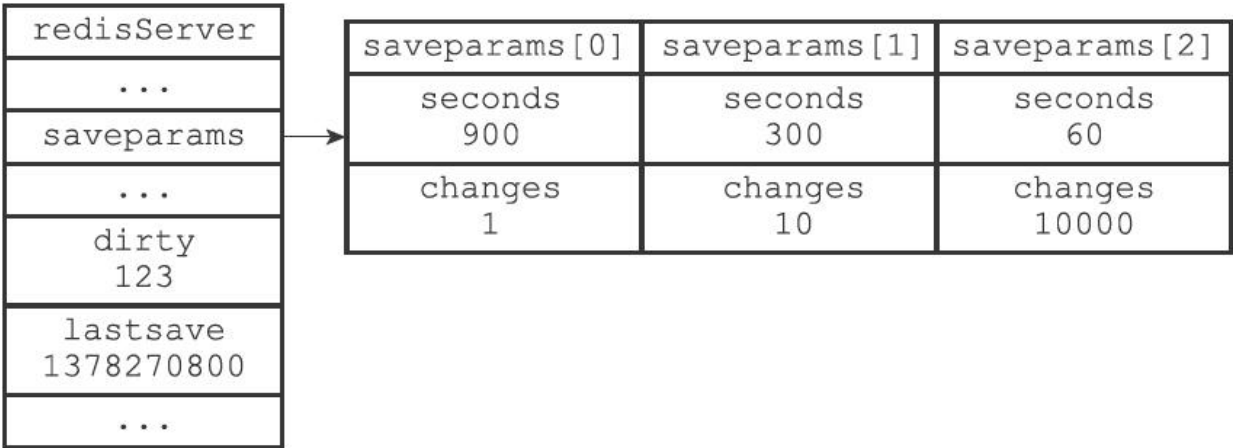 redisServer
...
saveparams
...
dirty
123
lastsave
1378270800
...
saveparams[0]
saveparams[1]
saveparams[2]
seconds
900
seconds
300
seconds
60
changes
1
changes
10
changes
10000